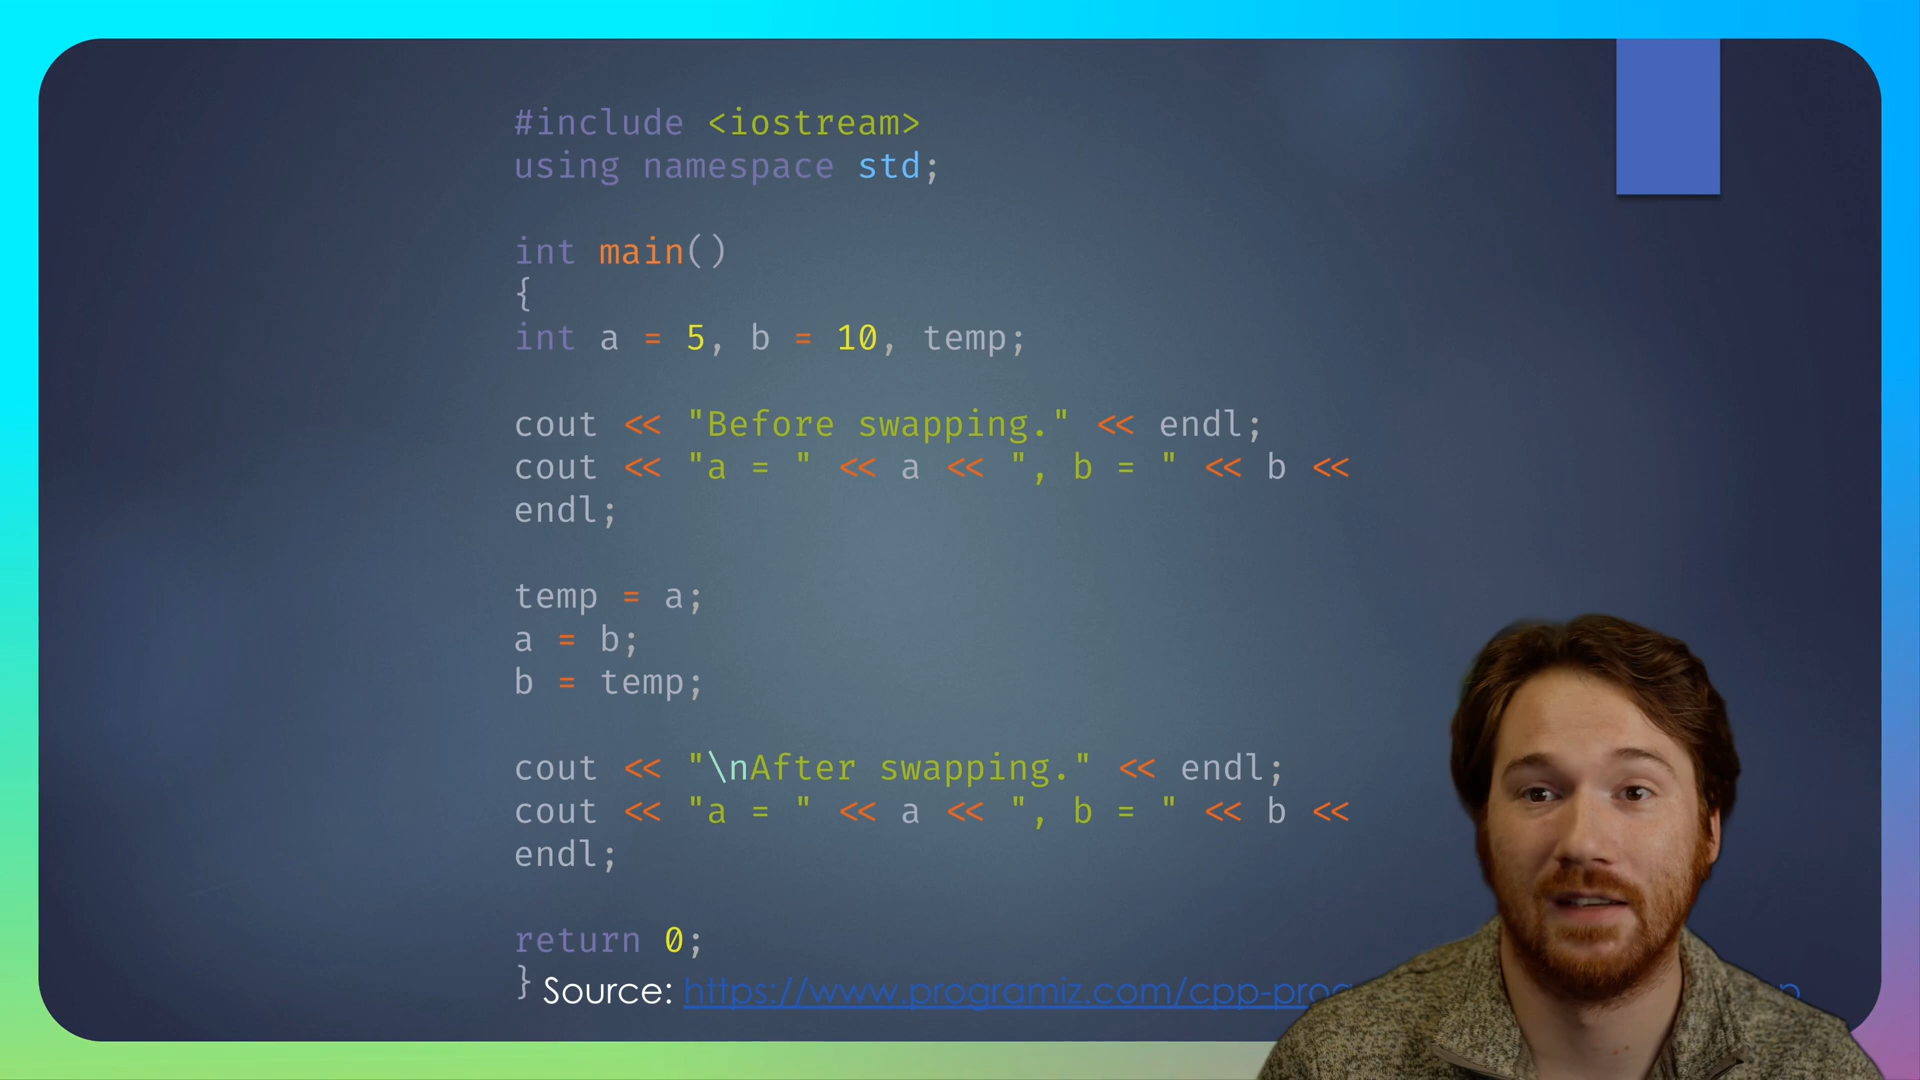 #include <iostream>
using namespace std;
int main()
{
int a = 5, b = 10, temp;
cout << "Before swapping." << endl;
cout << "a = " << a << ", b = " << b <<
endl;
temp = a;
a = b;
b = temp;
cout << "\nAfter swapping." << endl;
cout << "a = " << a << ", b = " << b <<
endl;
return 0;
}
Source: https://www.programiz.com/cpp-prog